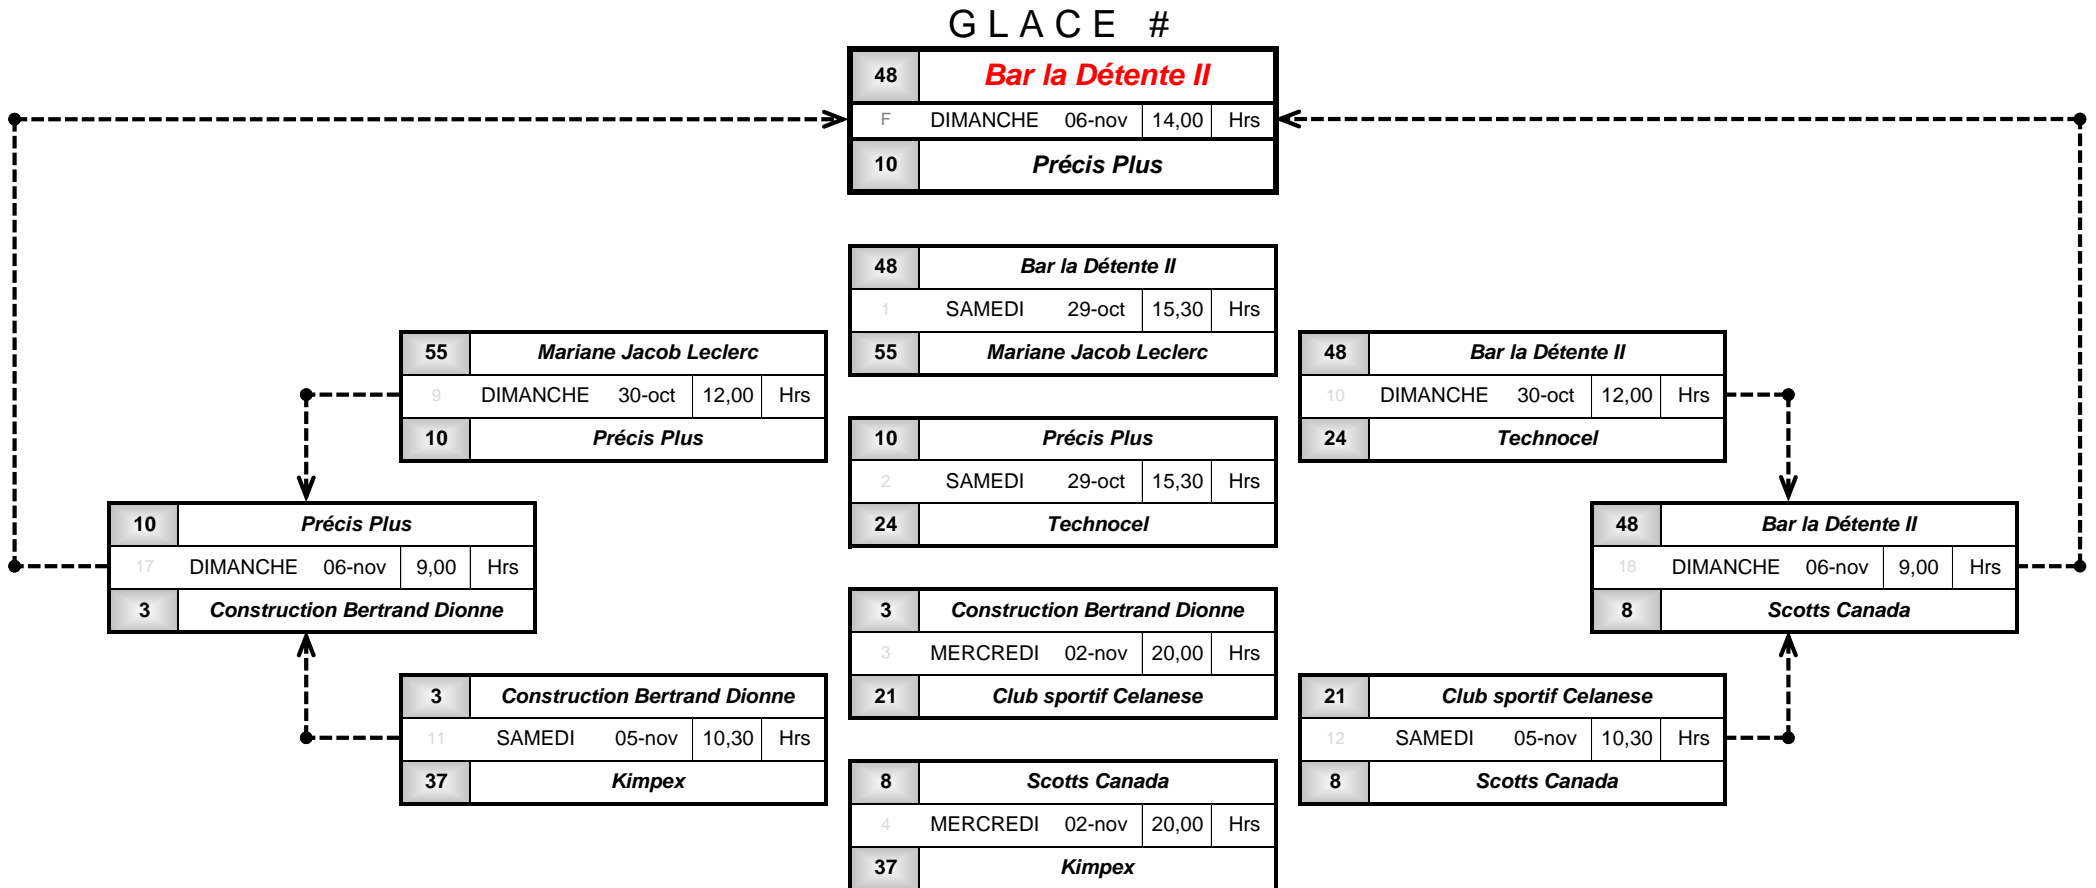 GLACE #
48 Bar la Détente II
F DIMANCHE 06-nov 14,00 Hrs
10 Précis Plus
48 Bar la Détente II
1 SAMEDI 29-oct 15,30 Hrs
55 Mariane Jacob Leclerc
55 Mariane Jacob Leclerc
9 DIMANCHE 30-oct 12,00 Hrs
10 Précis Plus
48 Bar la Détente II
10 DIMANCHE 30-oct 12,00 Hrs
24 Technocel
10 Précis Plus
2 SAMEDI 29-oct 15,30 Hrs
24 Technocel
10 Précis Plus
17 DIMANCHE 06-nov 9,00 Hrs
3 Construction Bertrand Dionne
48 Bar la Détente II
18 DIMANCHE 06-nov 9,00 Hrs
8 Scotts Canada
3 Construction Bertrand Dionne
3 MERCREDI 02-nov 20,00 Hrs
21 Club sportif Celanese
3 Construction Bertrand Dionne
11 SAMEDI 05-nov 10,30 Hrs
37 Kimpex
21 Club sportif Celanese
12 SAMEDI 05-nov 10,30 Hrs
8 Scotts Canada
8 Scotts Canada
4 MERCREDI 02-nov 20,00 Hrs
37 Kimpex